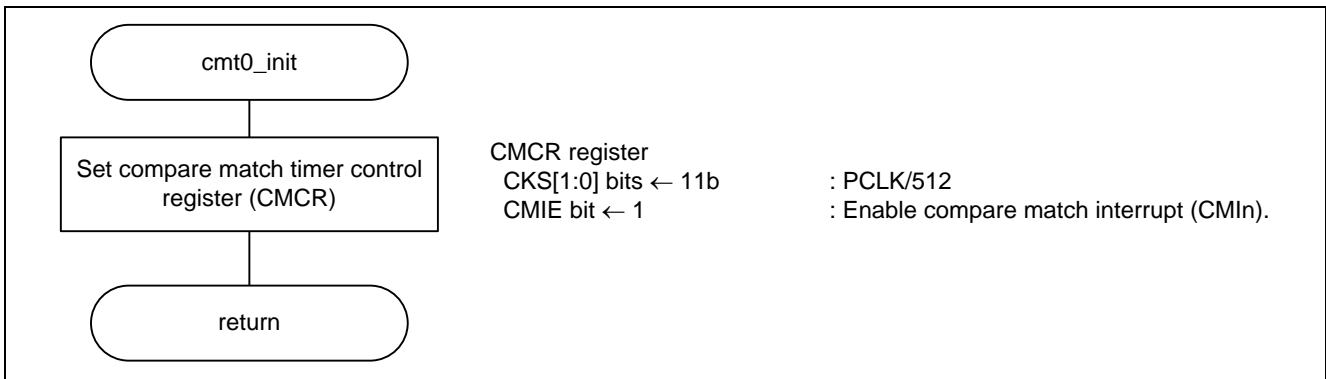 cmt0_init
Set compare match timer control
register (CMCR)
CMCR register
CKS[1:0] bits ← 11b : PCLK/512
CMIE bit ← 1 : Enable compare match interrupt (CMIn).
return